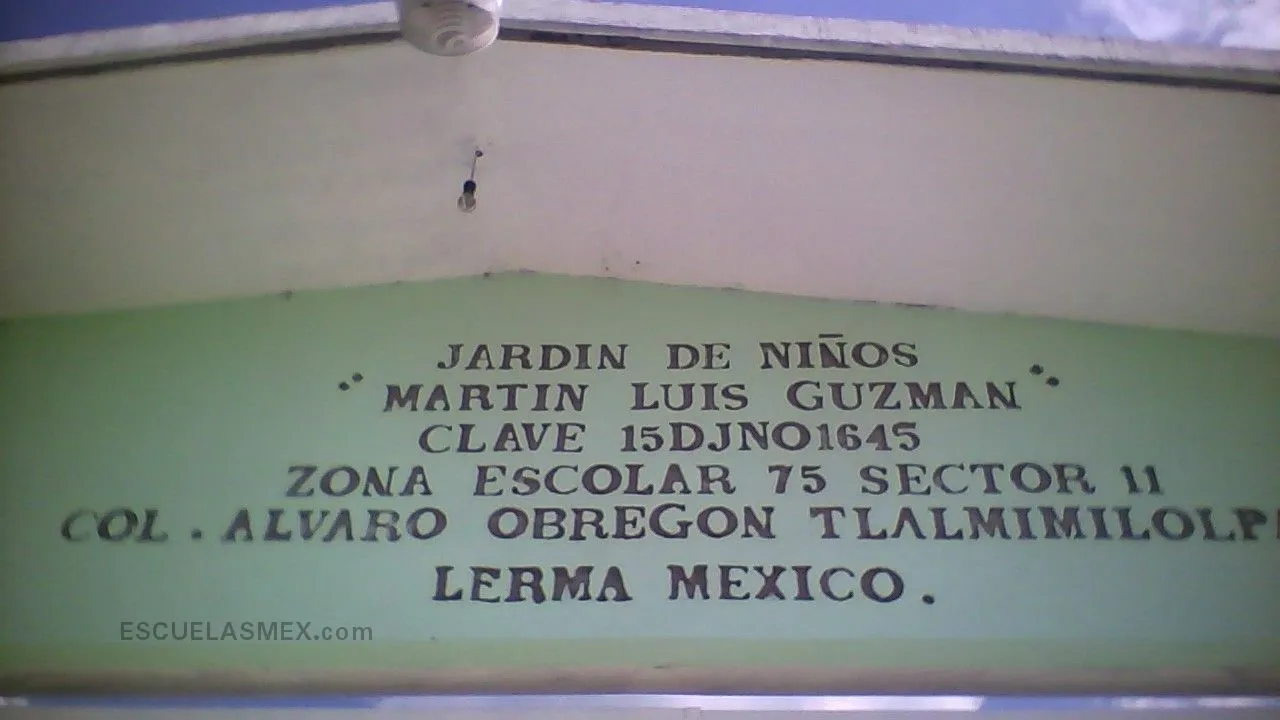 JARDIN DE NIÑOS
" MARTIN LUIS GUZMAN "
CLAVE 15DJNO1645
ZONA ESCOLAR 75 SECTOR 11
COL. ALVARO OBREGON TLALMIMILOLP
LERMA MEXICO.
ESCUELASMEX.com